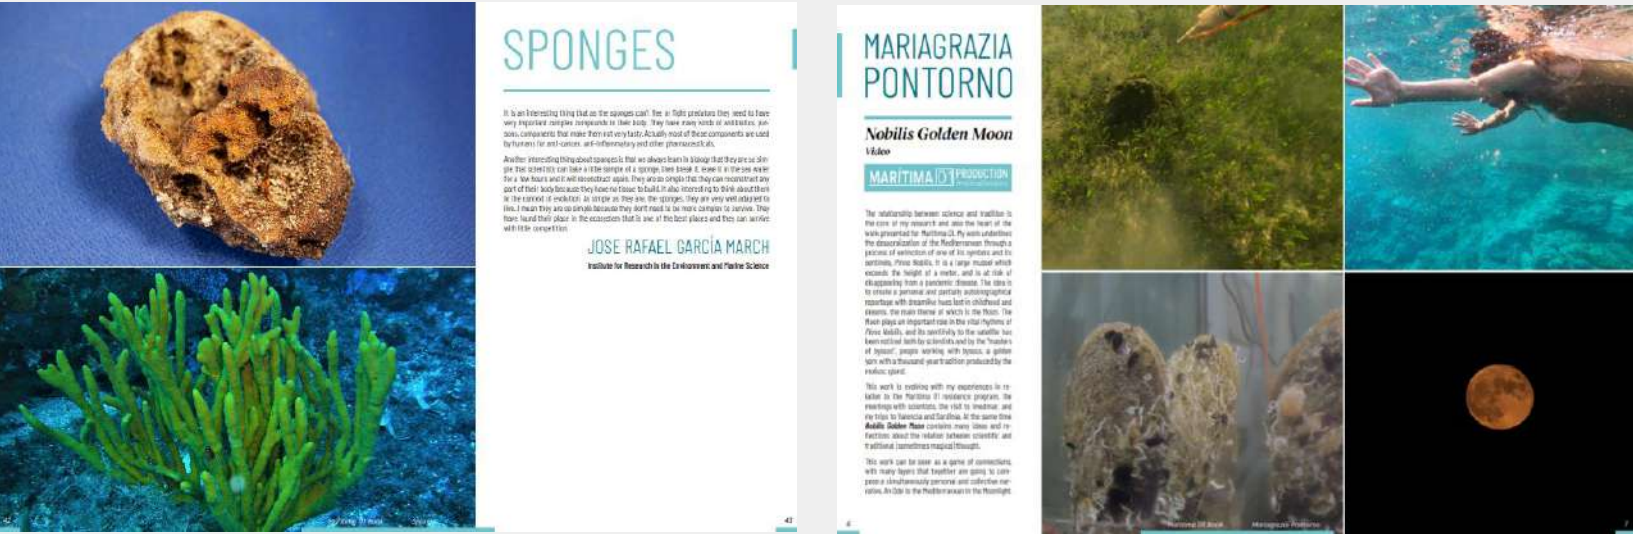 SPONGES
It is an interesting thing that as the sponges can't flee or fight predators they need to have
very important complex compounds in their body. They have many kinds of antibiotics, poi-
sons, components that make them not very tasty. Actually most of these components are used
by humans for anti-cancer, anti-inflammatory and other pharmaceuticals.
Another interesting thing about sponges is that we always learn in biology that they are so sim-
ple that scientists can take a little sample of a sponge, then break it, leave it in the sea water
for a few hours and it will reconstruct again. They are so simple that they can reconstruct any
part of their body because they have no tissue to build. It also interesting to think about them
in the context of evolution. As simple as they are, the sponges, they are very well adapted to
live. I mean they are so simple because they don't need to be more complex to survive. They
have found their place in the ecosystem that is one of the best places and they can survive
with little competition.
JOSE RAFAEL GARCÍA MARCH
Institute for Research in the Environment and Marine Science
42
Marítima 01 Book
Sponges
43
MARIAGRAZIA
PONTORNO
Nobilis Golden Moon
Video
MARÍTIMA 01 PRODUCTION
The relationship between science and tradition is
the core of my research and also the heart of the
work presented for Marítima 01. My work underlines
the desacralization of the Mediterranean through a
process of extinction of one of its symbols and its
sentinels, Pinna Nobilis. It is a large mussel which
exceeds the height of a meter, and is at risk of
disappearing from a pandemic disease. The idea is
to create a personal and partially autobiographical
reportage with dreamlike hues lost in childhood and
dreams, the main theme of which is the Moon. The
Moon plays an important role in the vital rhythms of
Pinna Nobilis, and its sensitivity to the satellite has
been noticed both by scientists and by the "masters
of byssus", people working with byssus, a golden
yarn with a thousand-year tradition produced by the
mollusc gland.
This work is evolving with my experiences in re-
lation to the Marítima 01 residence program, the
meetings with scientists, the visit to Imedmar, and
my trips to Valencia and Sardinia. At the same time
Nobilis Golden Moon contains many ideas and re-
flections about the relation between scientific and
traditional (sometimes magical) thought.
This work can be seen as a game of connections,
with many layers that together are going to com-
pose a simultaneously personal and collective nar-
rative. An Ode to the Mediterranean in the Moonlight.
6
Marítima 01 Book
Mariagrazia Pontorno
7